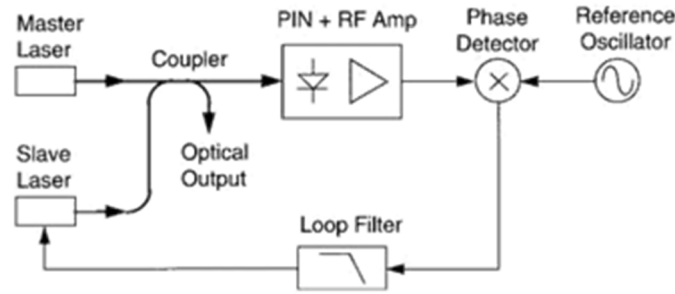 Master
Laser
Coupler
PIN + RF Amp
Phase
Detector
Reference
Oscillator
Slave
Laser
Optical
Output
Loop Filter